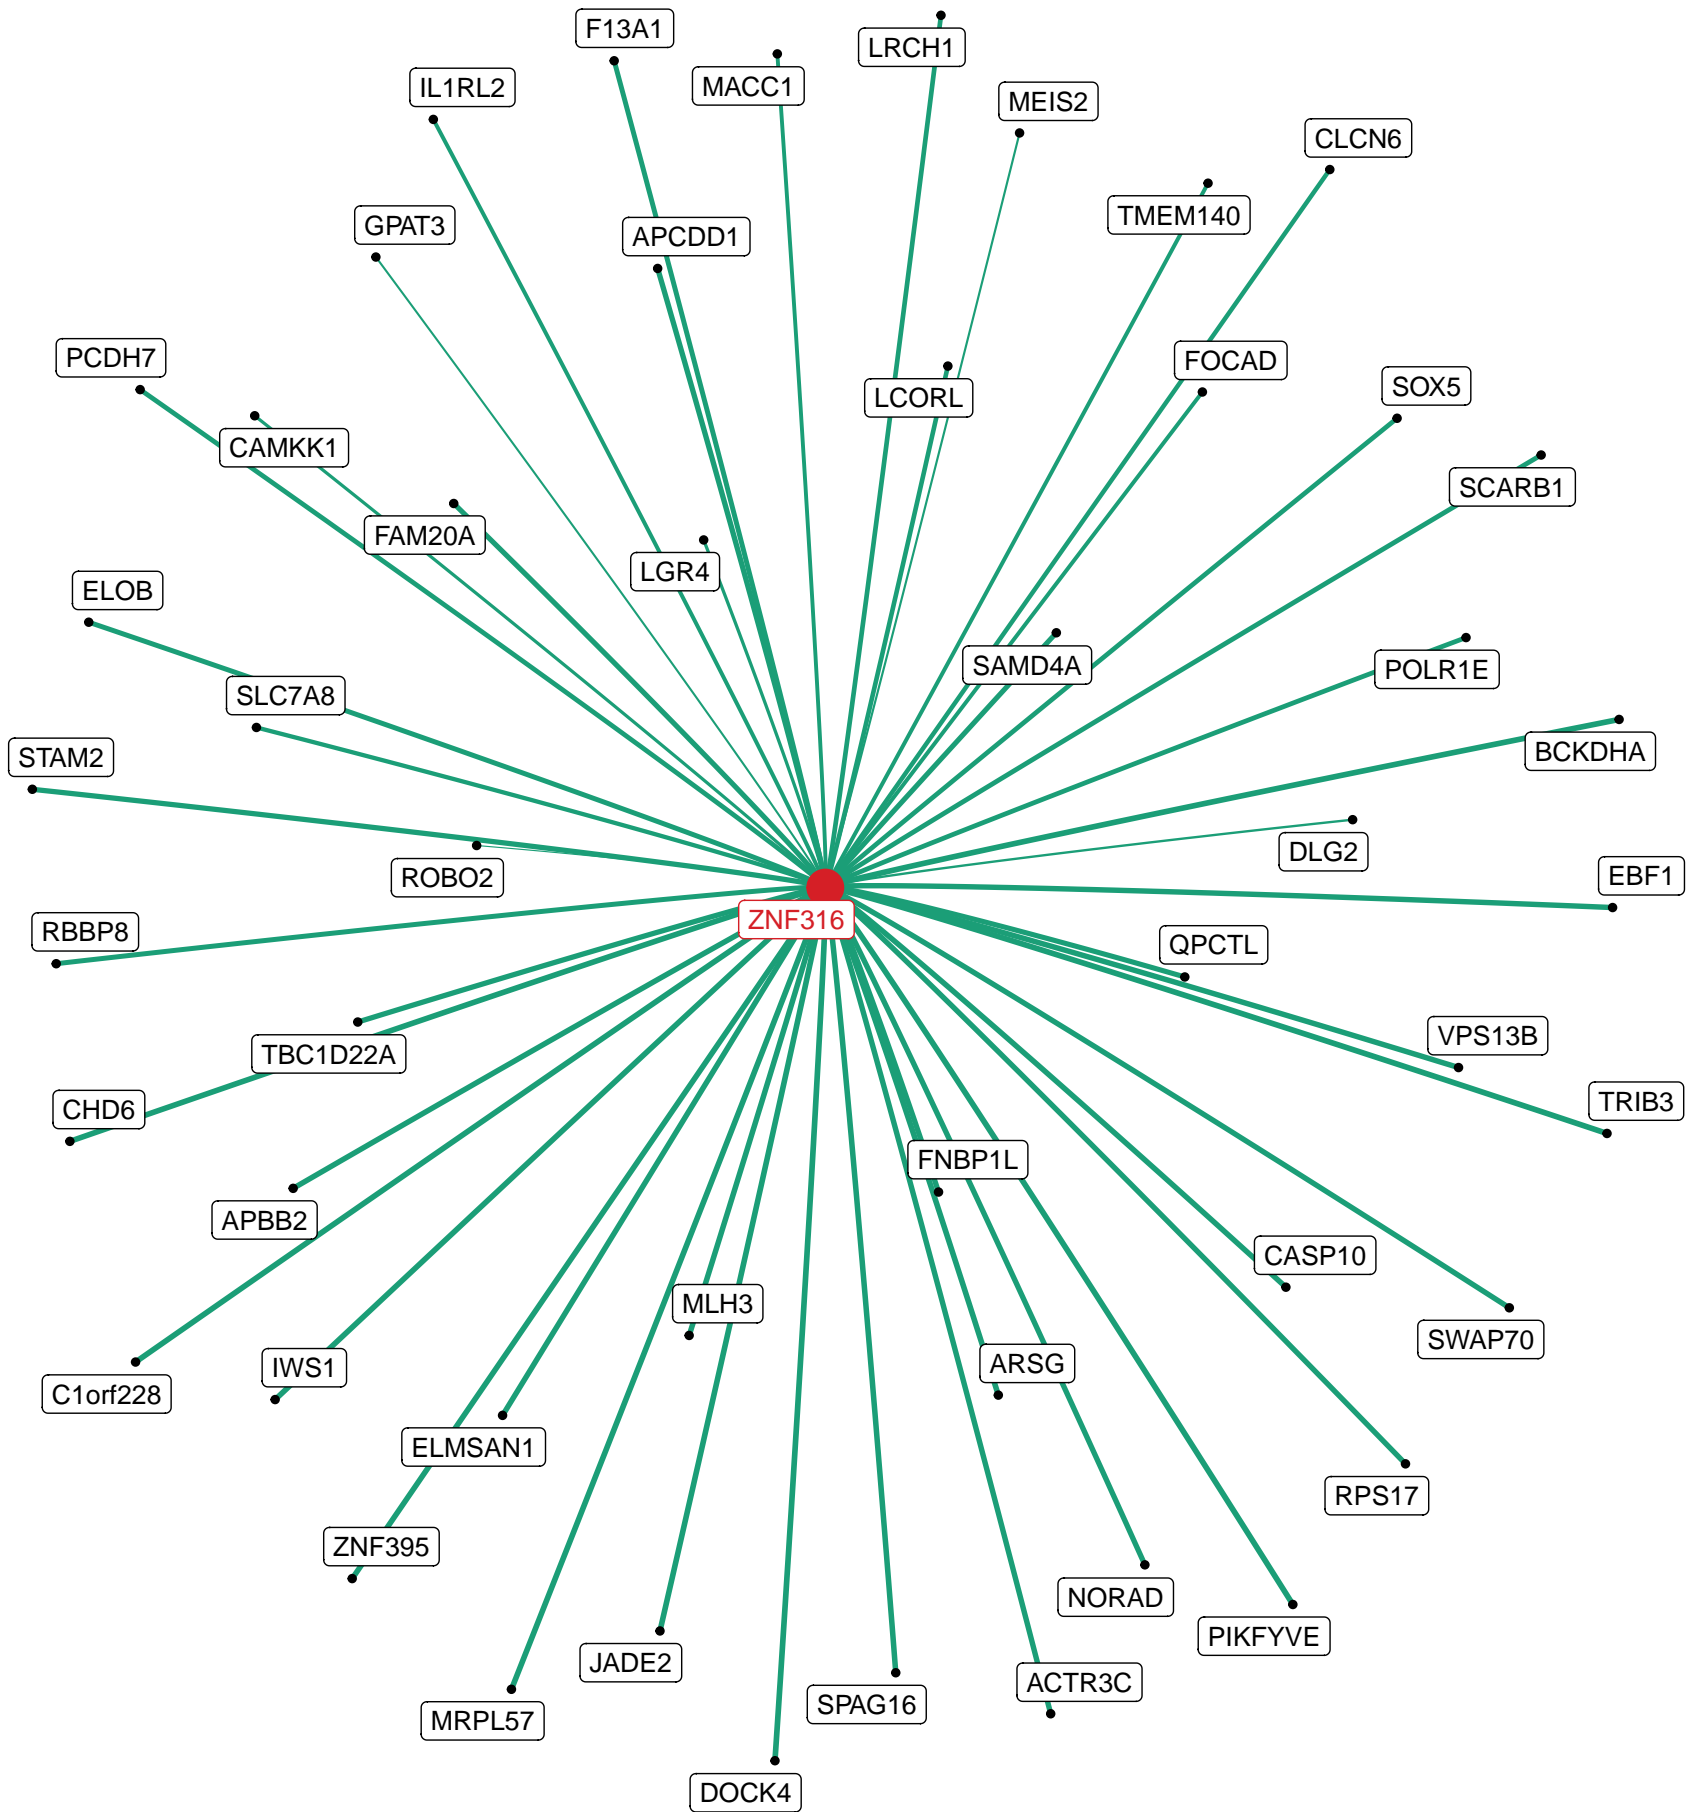 F13A1
LRCH1
MACC1
IL1RL2
MEIS2
CLCN6
TMEM140
GPAT3
APCDD1
PCDH7
FOCAD
SOX5
LCORL
CAMKK1
SCARB1
FAM20A
LGR4
ELOB
SAMD4A
POLR1E
SLC7A8
BCKDHA
STAM2
DLG2
ROBO2
EBF1
ZNF316
RBBP8
QPCTL
VPS13B
TBC1D22A
TRIB3
CHD6
FNBP1L
APBB2
CASP10
MLH3
SWAP70
ARSG
IWS1
C1orf228
ELMSAN1
RPS17
ZNF395
NORAD
PIKFYVE
JADE2
ACTR3C
SPAG16
MRPL57
DOCK4